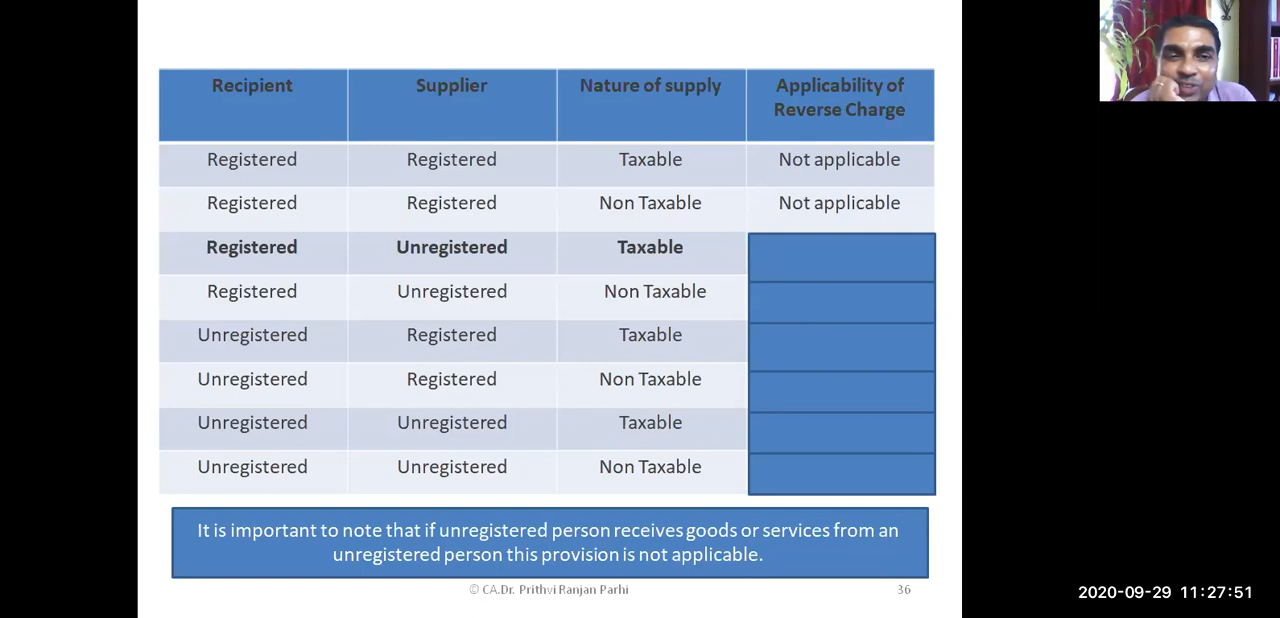 Recipient Supplier Nature of supply Applicability of
Reverse Charge
Registered Registered Taxable Not applicable
Registered Registered Non Taxable Not applicable
Registered Unregistered Taxable
Registered Unregistered Non Taxable
Unregistered Registered Taxable
Unregistered Registered Non Taxable
Unregistered Unregistered Taxable
Unregistered Unregistered Non Taxable
It is important to note that if unregistered person receives goods or services from an
unregistered person this provision is not applicable.
© CA.Dr. Prithvi Ranjan Parhi 36
2020-09-29 11:27:51